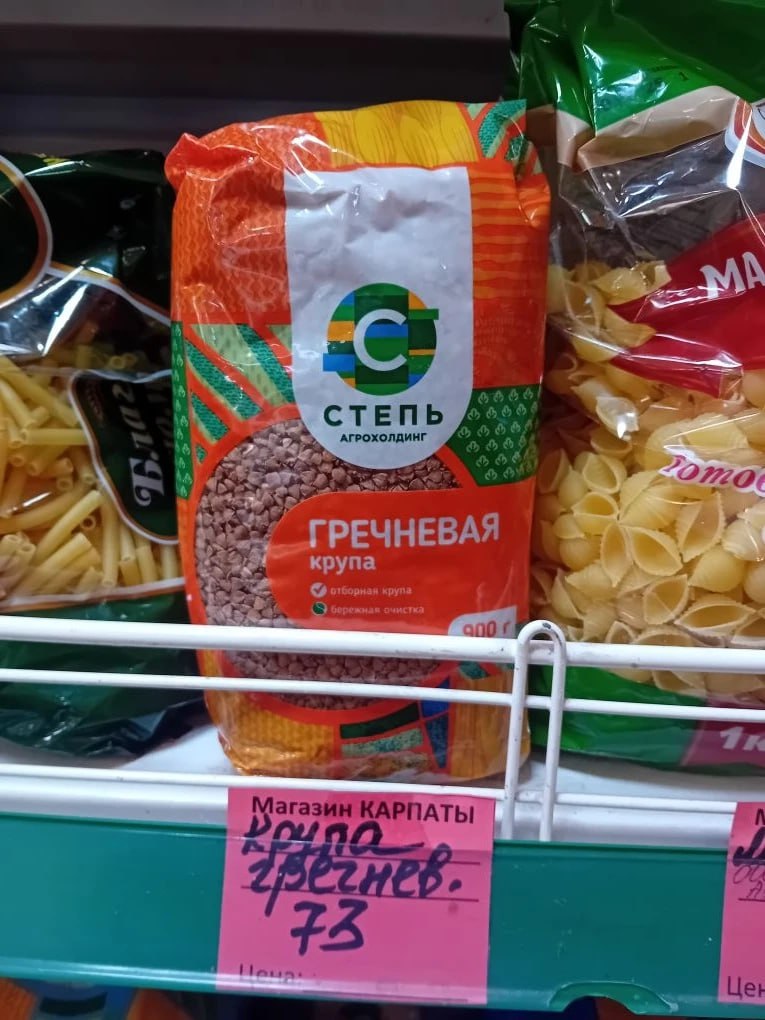 С
СТЕПЬ
АГРОХОЛДИНГ
ГРЕЧНЕВАЯ
крупа
отборная крупа
бережная очистка
900 г
Магазин КАРПАТЫ
Крупа
гречнев.
73
Цена: